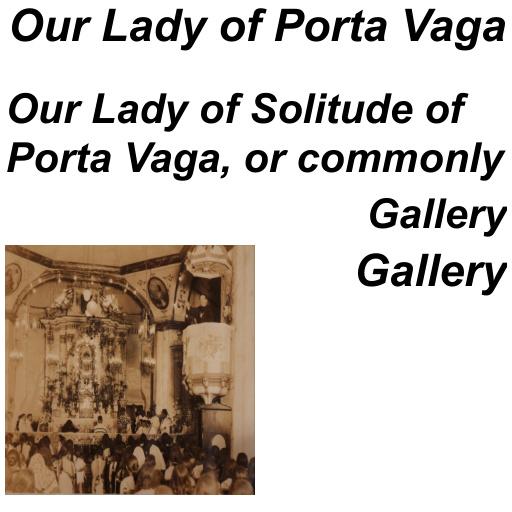 Our Lady of Porta Vaga
Our Lady of Solitude of
Porta Vaga, or commonly
Gallery
Gallery